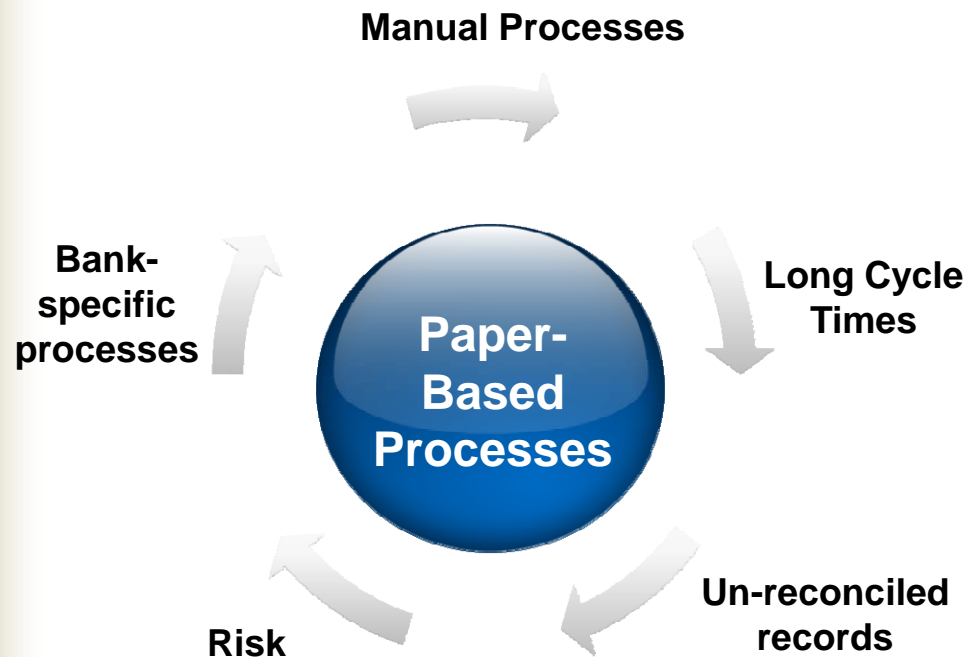 Manual Processes
Long Cycle
Times
Un-reconciled
records
Risk
Bank-
specific
processes
Paper-
Based
Processes